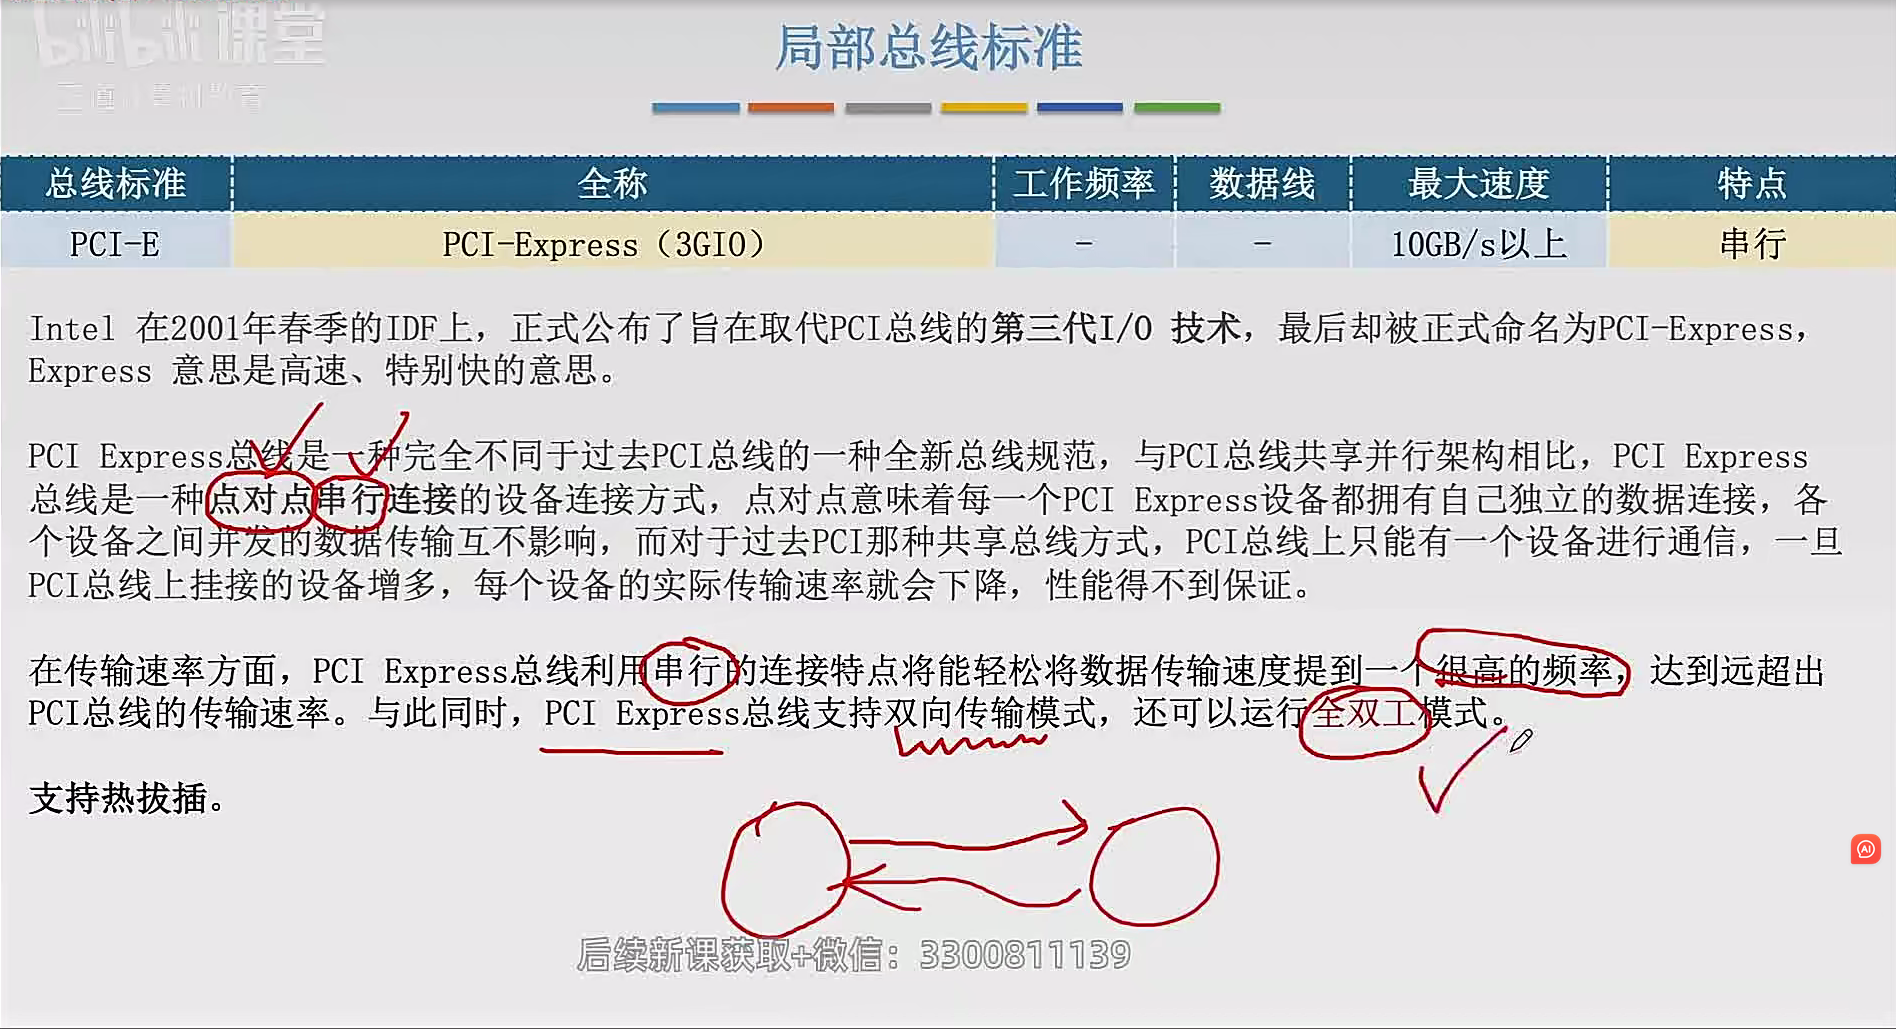 bilibili 课堂
王道计算机教育
局部总线标准
总线标准 全称 工作频率 数据线 最大速度 特点
PCI-E PCI-Express（3GIO） - - 10GB/s以上 串行
Intel 在2001年春季的IDF上，正式公布了旨在取代PCI总线的第三代I/O 技术，最后却被正式命名为PCI-Express，
Express 意思是高速、特别快的意思。
PCI Express总线是一种完全不同于过去PCI总线的一种全新总线规范，与PCI总线共享并行架构相比，PCI Express
总线是一种点对点串行连接的设备连接方式，点对点意味着每一个PCI Express设备都拥有自己独立的数据连接，各
个设备之间并发的数据传输互不影响，而对于过去PCI那种共享总线方式，PCI总线上只能有一个设备进行通信，一旦
PCI总线上挂接的设备增多，每个设备的实际传输速率就会下降，性能得不到保证。
在传输速率方面，PCI Express总线利用串行的连接特点将能轻松将数据传输速度提到一个很高的频率，达到远超出
PCI总线的传输速率。与此同时，PCI Express总线支持双向传输模式，还可以运行全双工模式。
支持热拔插。
AI
后续新课获取+微信：3300811139